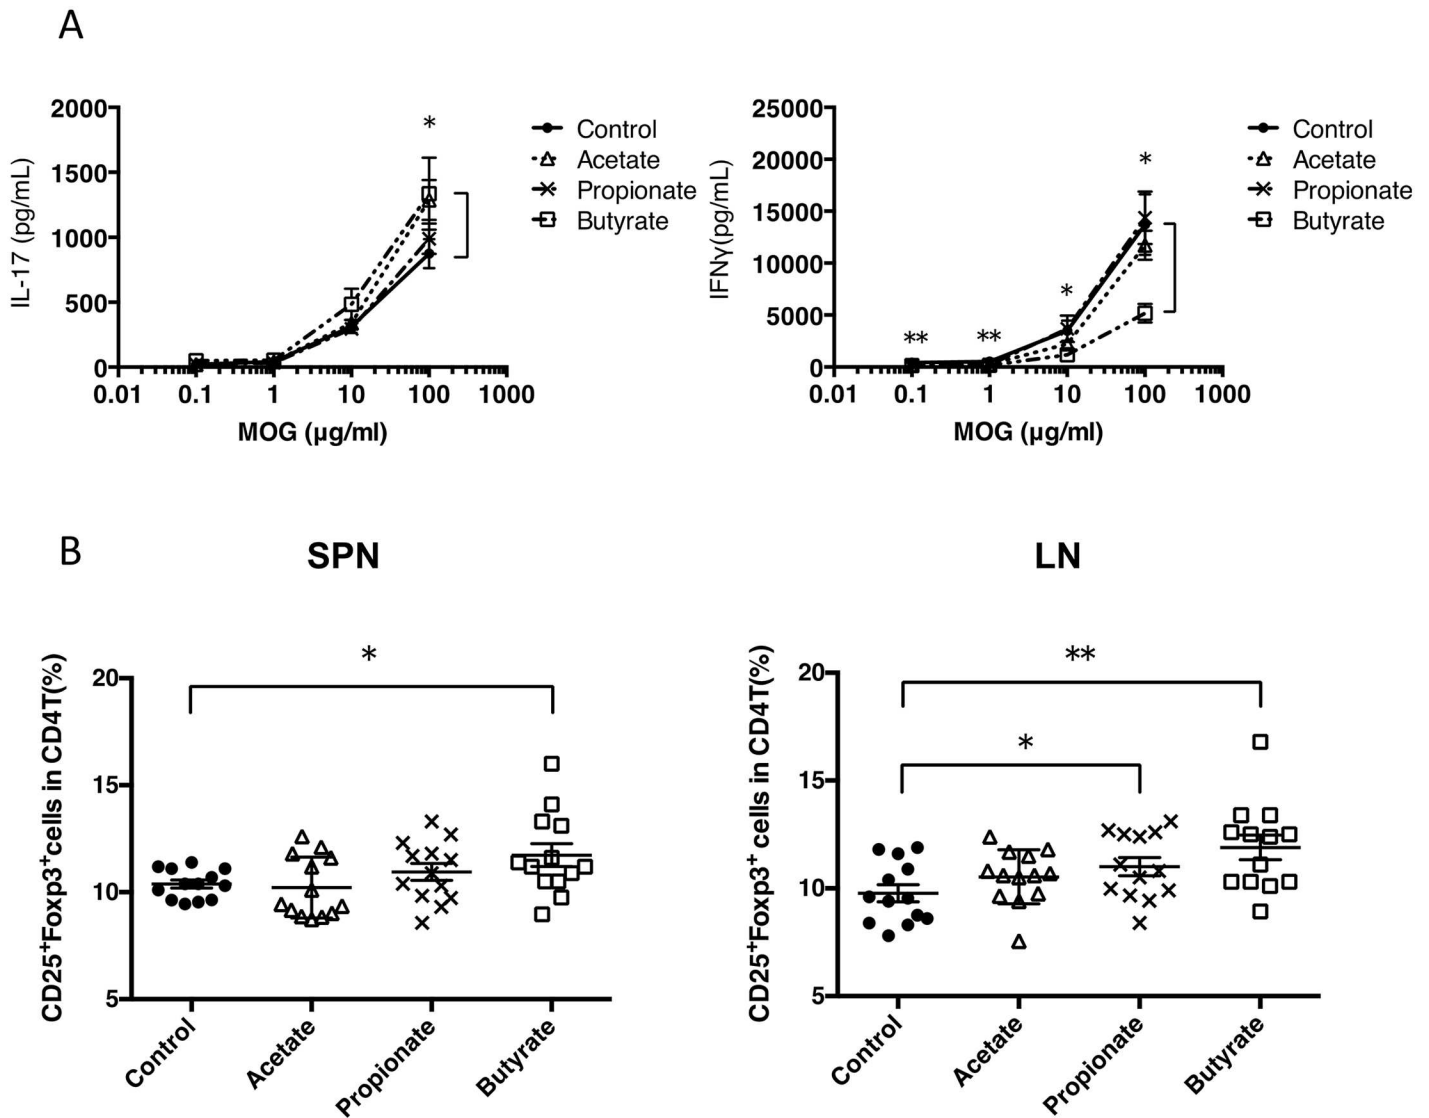 A
2000
1500
1000
500
0
0.01 0.1 1 10 100 1000
IL-17 (pg/mL)
MOG (µg/ml)
*
Control
Acetate
Propionate
Butyrate
25000
20000
15000
10000
5000
0
0.01 0.1 1 10 100 1000
IFNγ(pg/mL)
MOG (µg/ml)
** ** * *
Control
Acetate
Propionate
Butyrate
B
SPN
20
15
10
5
CD25⁺Foxp3⁺cells in CD4T(%)
*
Control Acetate Propionate Butyrate
LN
20
15
10
5
CD25⁺Foxp3⁺ cells in CD4T(%)
**
*
Control Acetate Propionate Butyrate